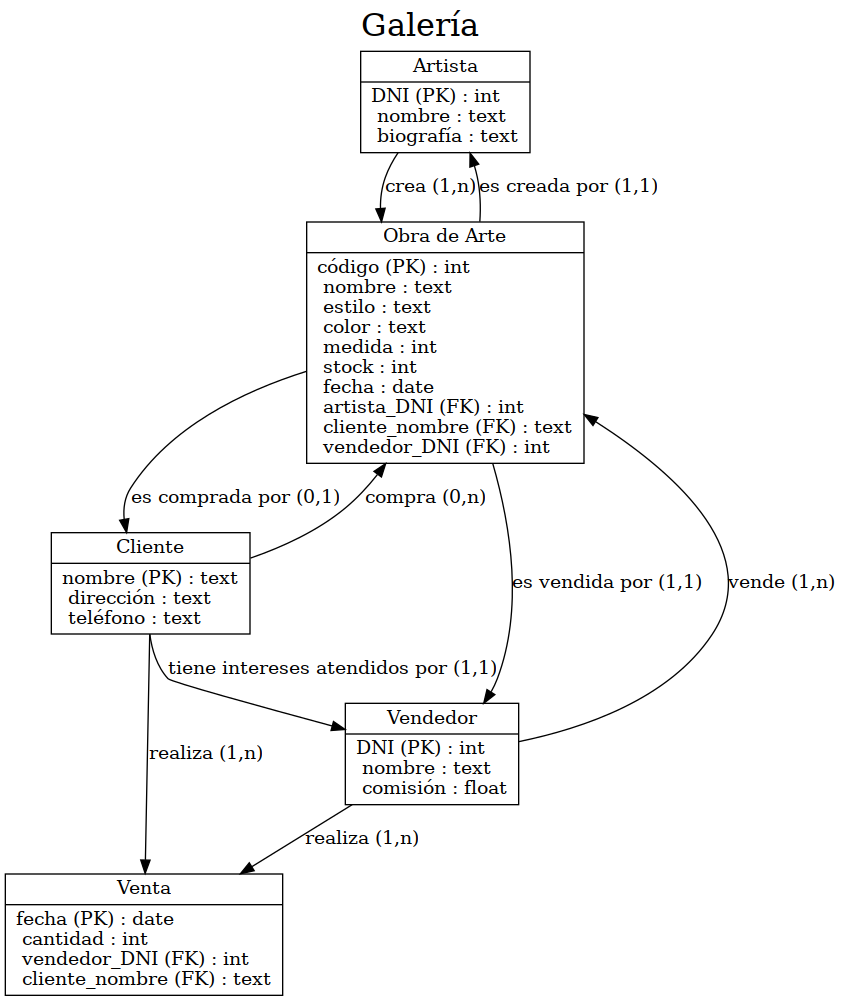 Galería
Artista
DNI (PK) : int
nombre : text
biografía : text
crea (1,n)
es creada por (1,1)
Obra de Arte
código (PK) : int
nombre : text
estilo : text
color : text
medida : int
stock : int
fecha : date
artista_DNI (FK) : int
cliente_nombre (FK) : text
vendedor_DNI (FK) : int
es comprada por (0,1)
compra (0,n)
Cliente
nombre (PK) : text
dirección : text
teléfono : text
es vendida por (1,1)
vende (1,n)
tiene intereses atendidos por (1,1)
Vendedor
DNI (PK) : int
nombre : text
comisión : float
realiza (1,n)
realiza (1,n)
Venta
fecha (PK) : date
cantidad : int
vendedor_DNI (FK) : int
cliente_nombre (FK) : text